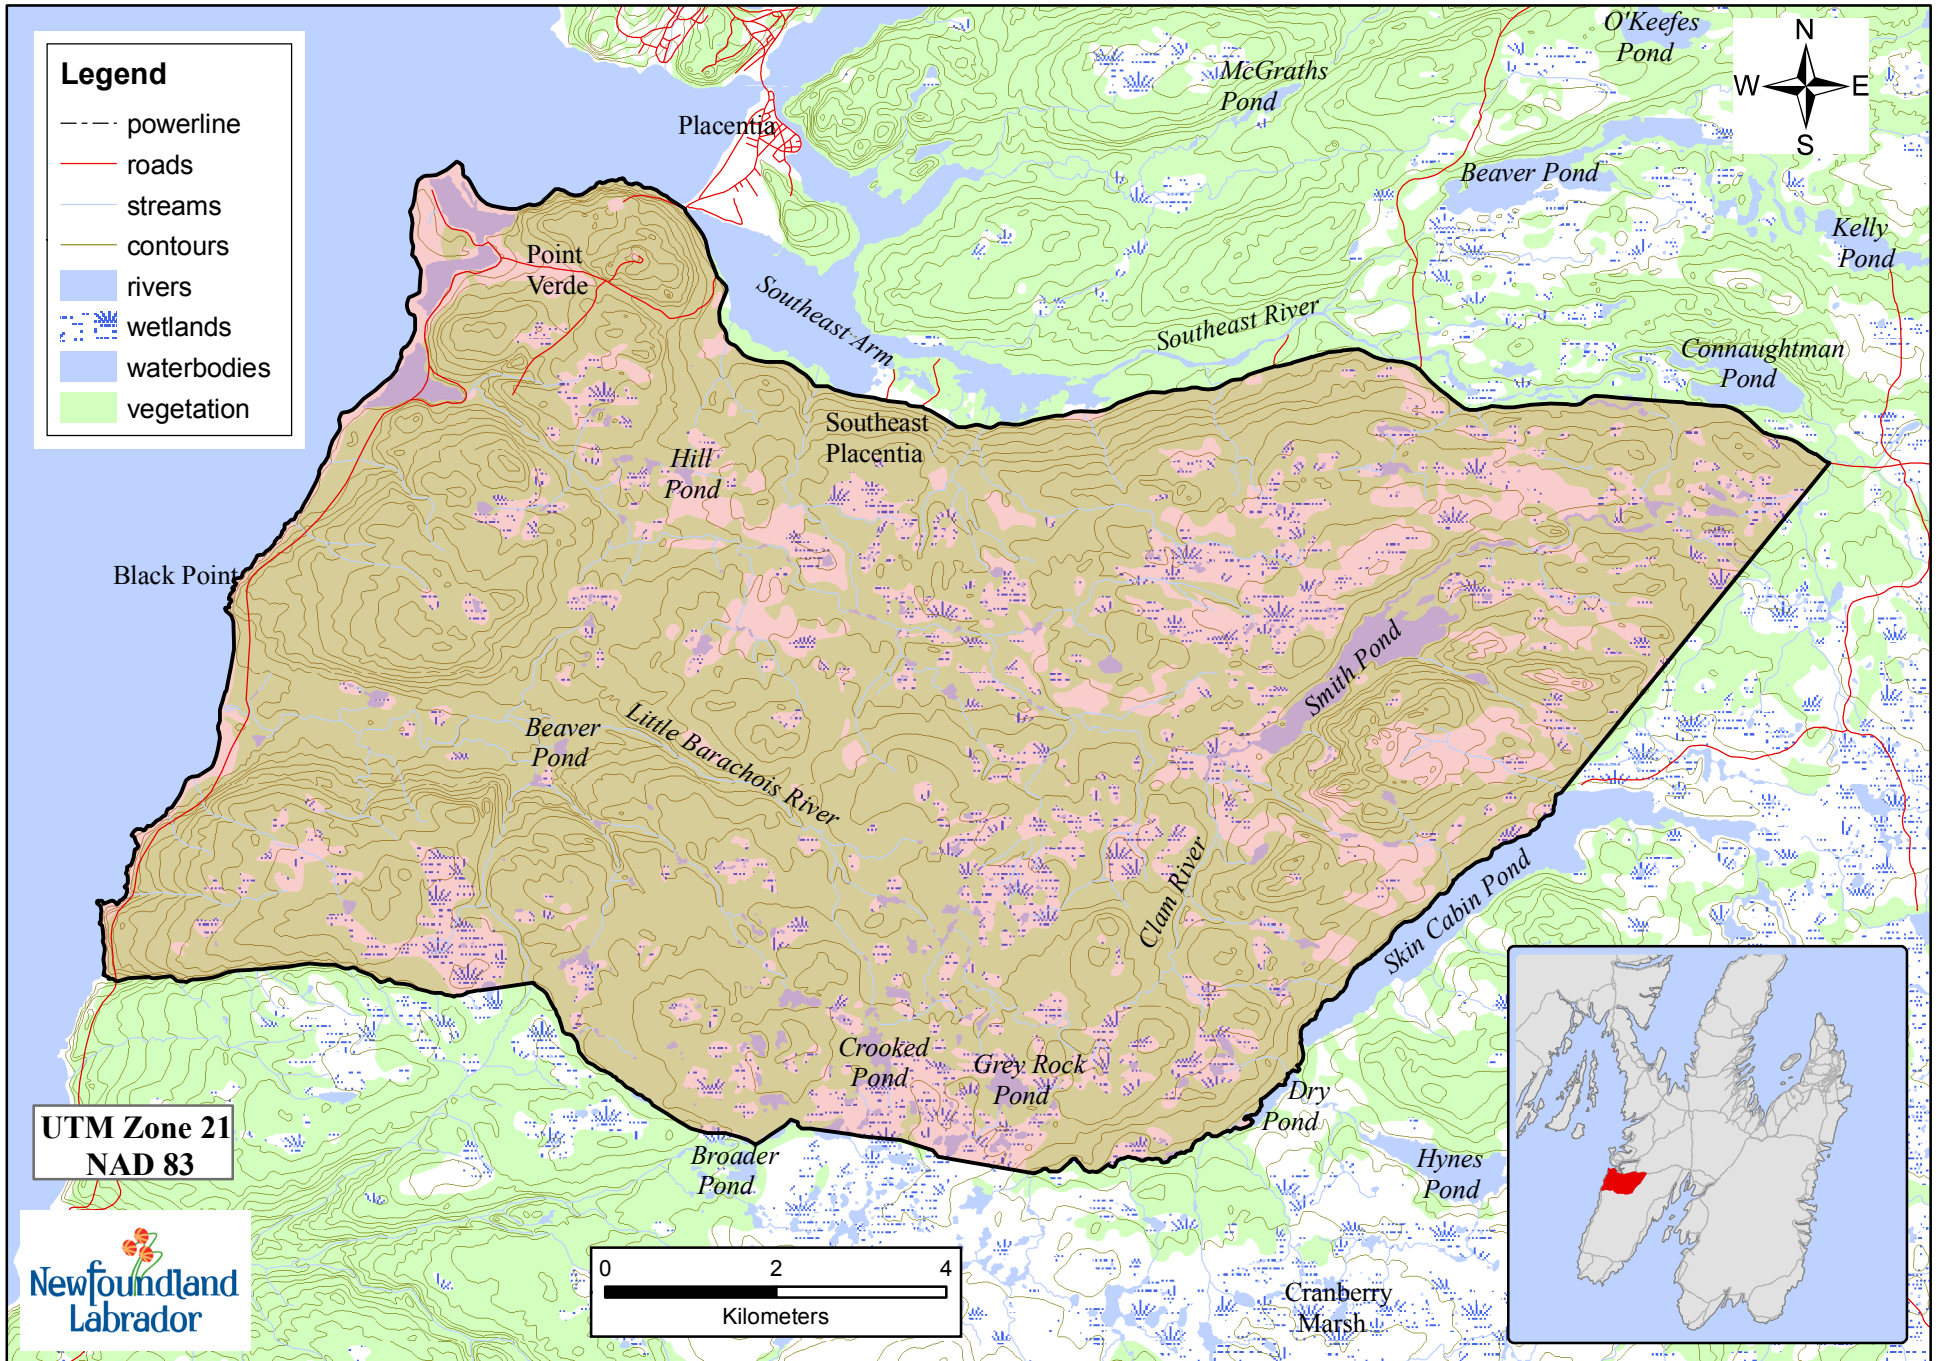 Legend
powerline
roads
streams
contours
rivers
wetlands
waterbodies
vegetation
O'Keefes
Pond
N
W
E
S
McGraths
Pond
Placentia
Beaver Pond
Kelly
Pond
Point
Verde
Southeast Arm
Southeast River
Connaughtman
Pond
Southeast
Placentia
Hill
Pond
Black Point
Smith Pond
Beaver
Pond
Little Barachois River
Clam River
Skin Cabin Pond
Crooked
Pond
Grey Rock
Pond
Dry
Pond
Broader
Pond
Hynes
Pond
UTM Zone 21
NAD 83
Newfoundland
Labrador
0 2 4
Kilometers
Cranberry
Marsh